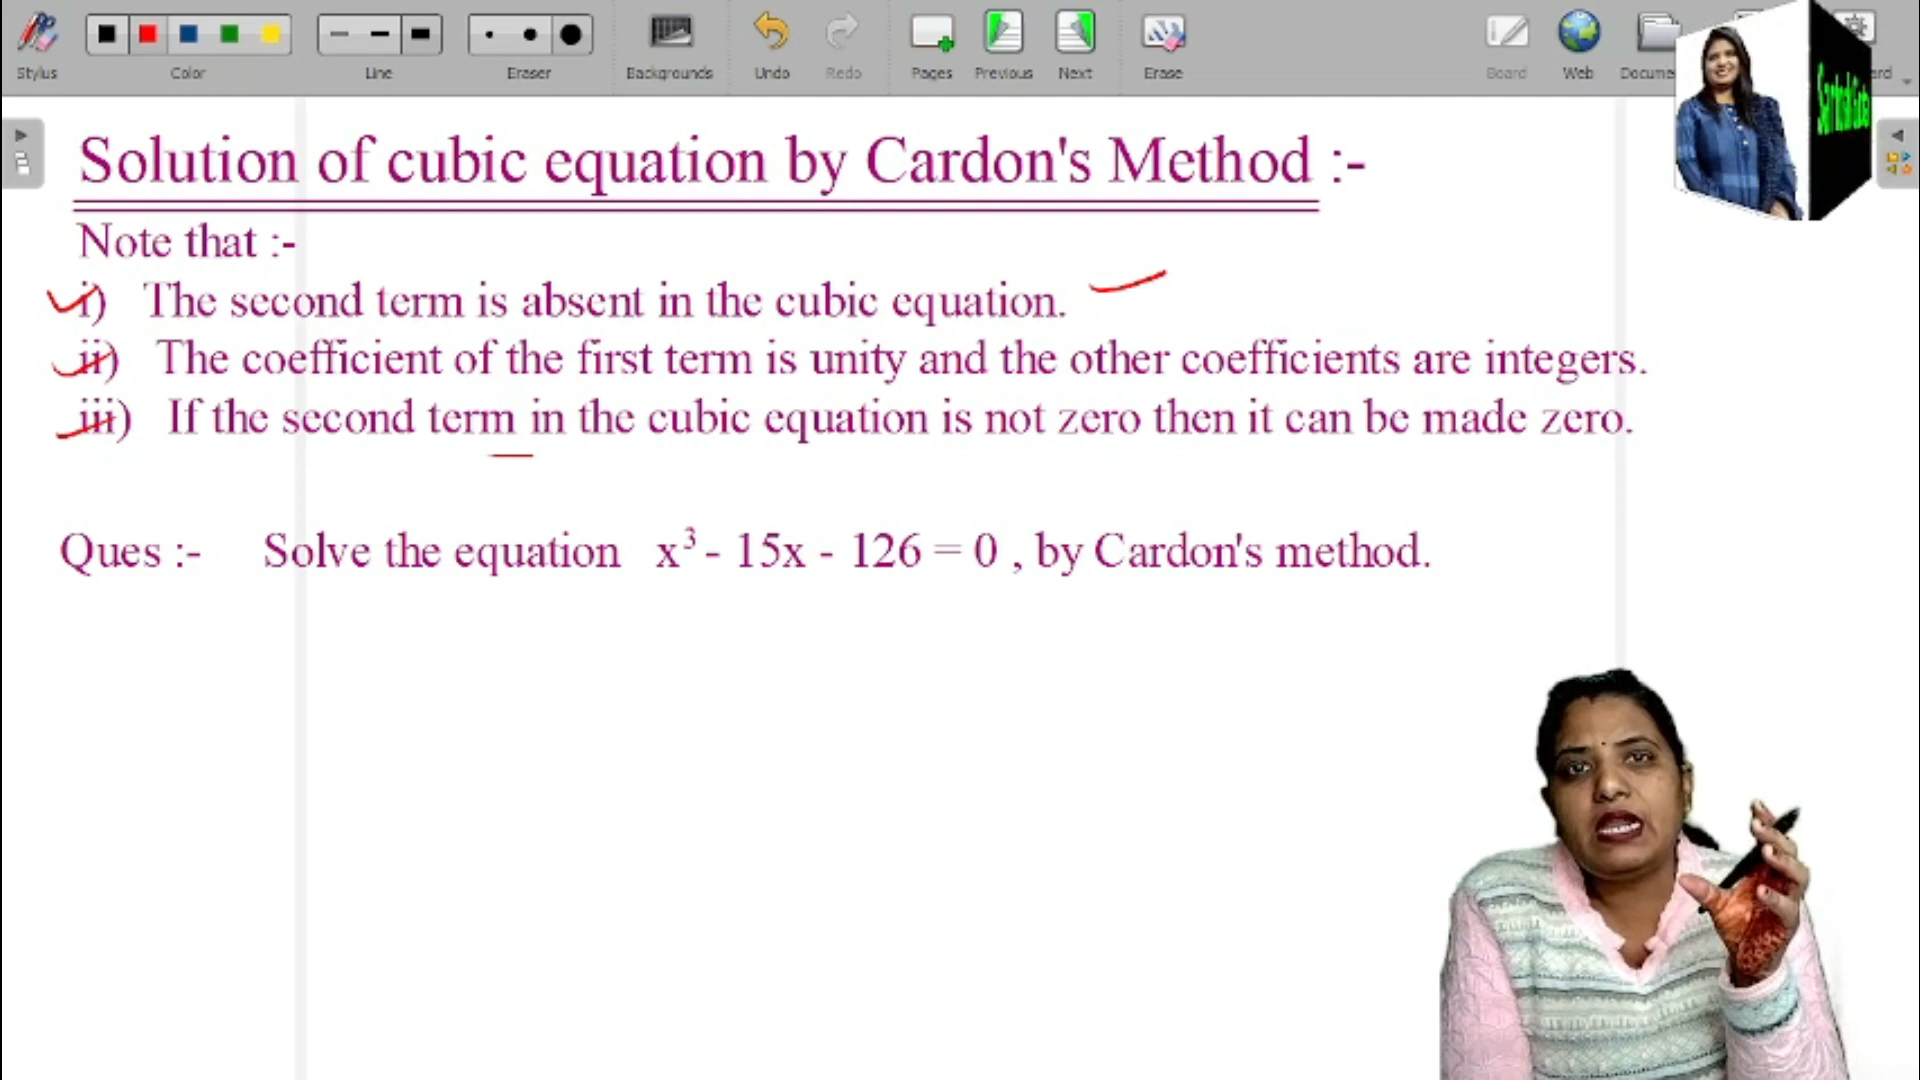 Stylus Color Line Eraser Backgrounds Undo Redo Pages Previous Next Erase Board Web
Solution of cubic equation by Cardon's Method :-
Note that :-
i) The second term is absent in the cubic equation.
ii) The coefficient of the first term is unity and the other coefficients are integers.
iii) If the second term in the cubic equation is not zero then it can be made zero.
Ques :- Solve the equation x³ - 15x - 126 = 0 , by Cardon's method.